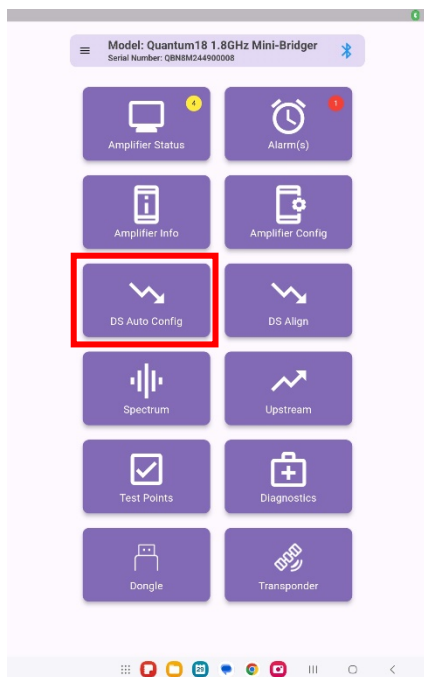 Model: Quantum18 1.8GHz Mini-Bridger
Serial Number: QBN8M244900008
4
Amplifier Status
1
Alarm(s)
Amplifier Info
Amplifier Config
DS Auto Config
DS Align
Spectrum
Upstream
Test Points
Diagnostics
Dongle
Transponder
29